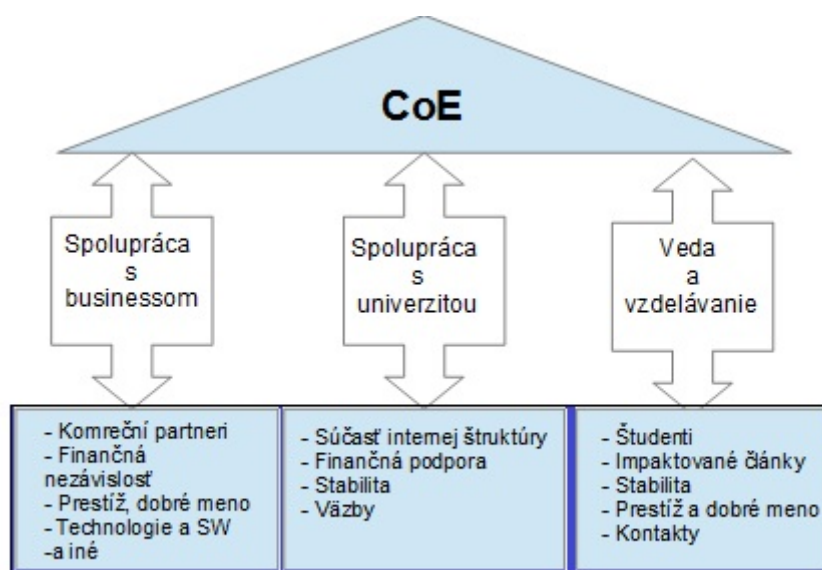 CoE
Spolupráca
s
businessom
Spolupráca
s
univerzitou
Veda
a
vzdelávanie
- Komreční partneri
- Finančná
nezávislosť
- Prestíž, dobré meno
- Technologie a SW
-a iné
- Súčasť internej štruktúry
- Finančná podpora
- Stabilita
- Väzby
- Študenti
- Impaktované články
- Stabilita
- Prestíž a dobré meno
- Kontakty